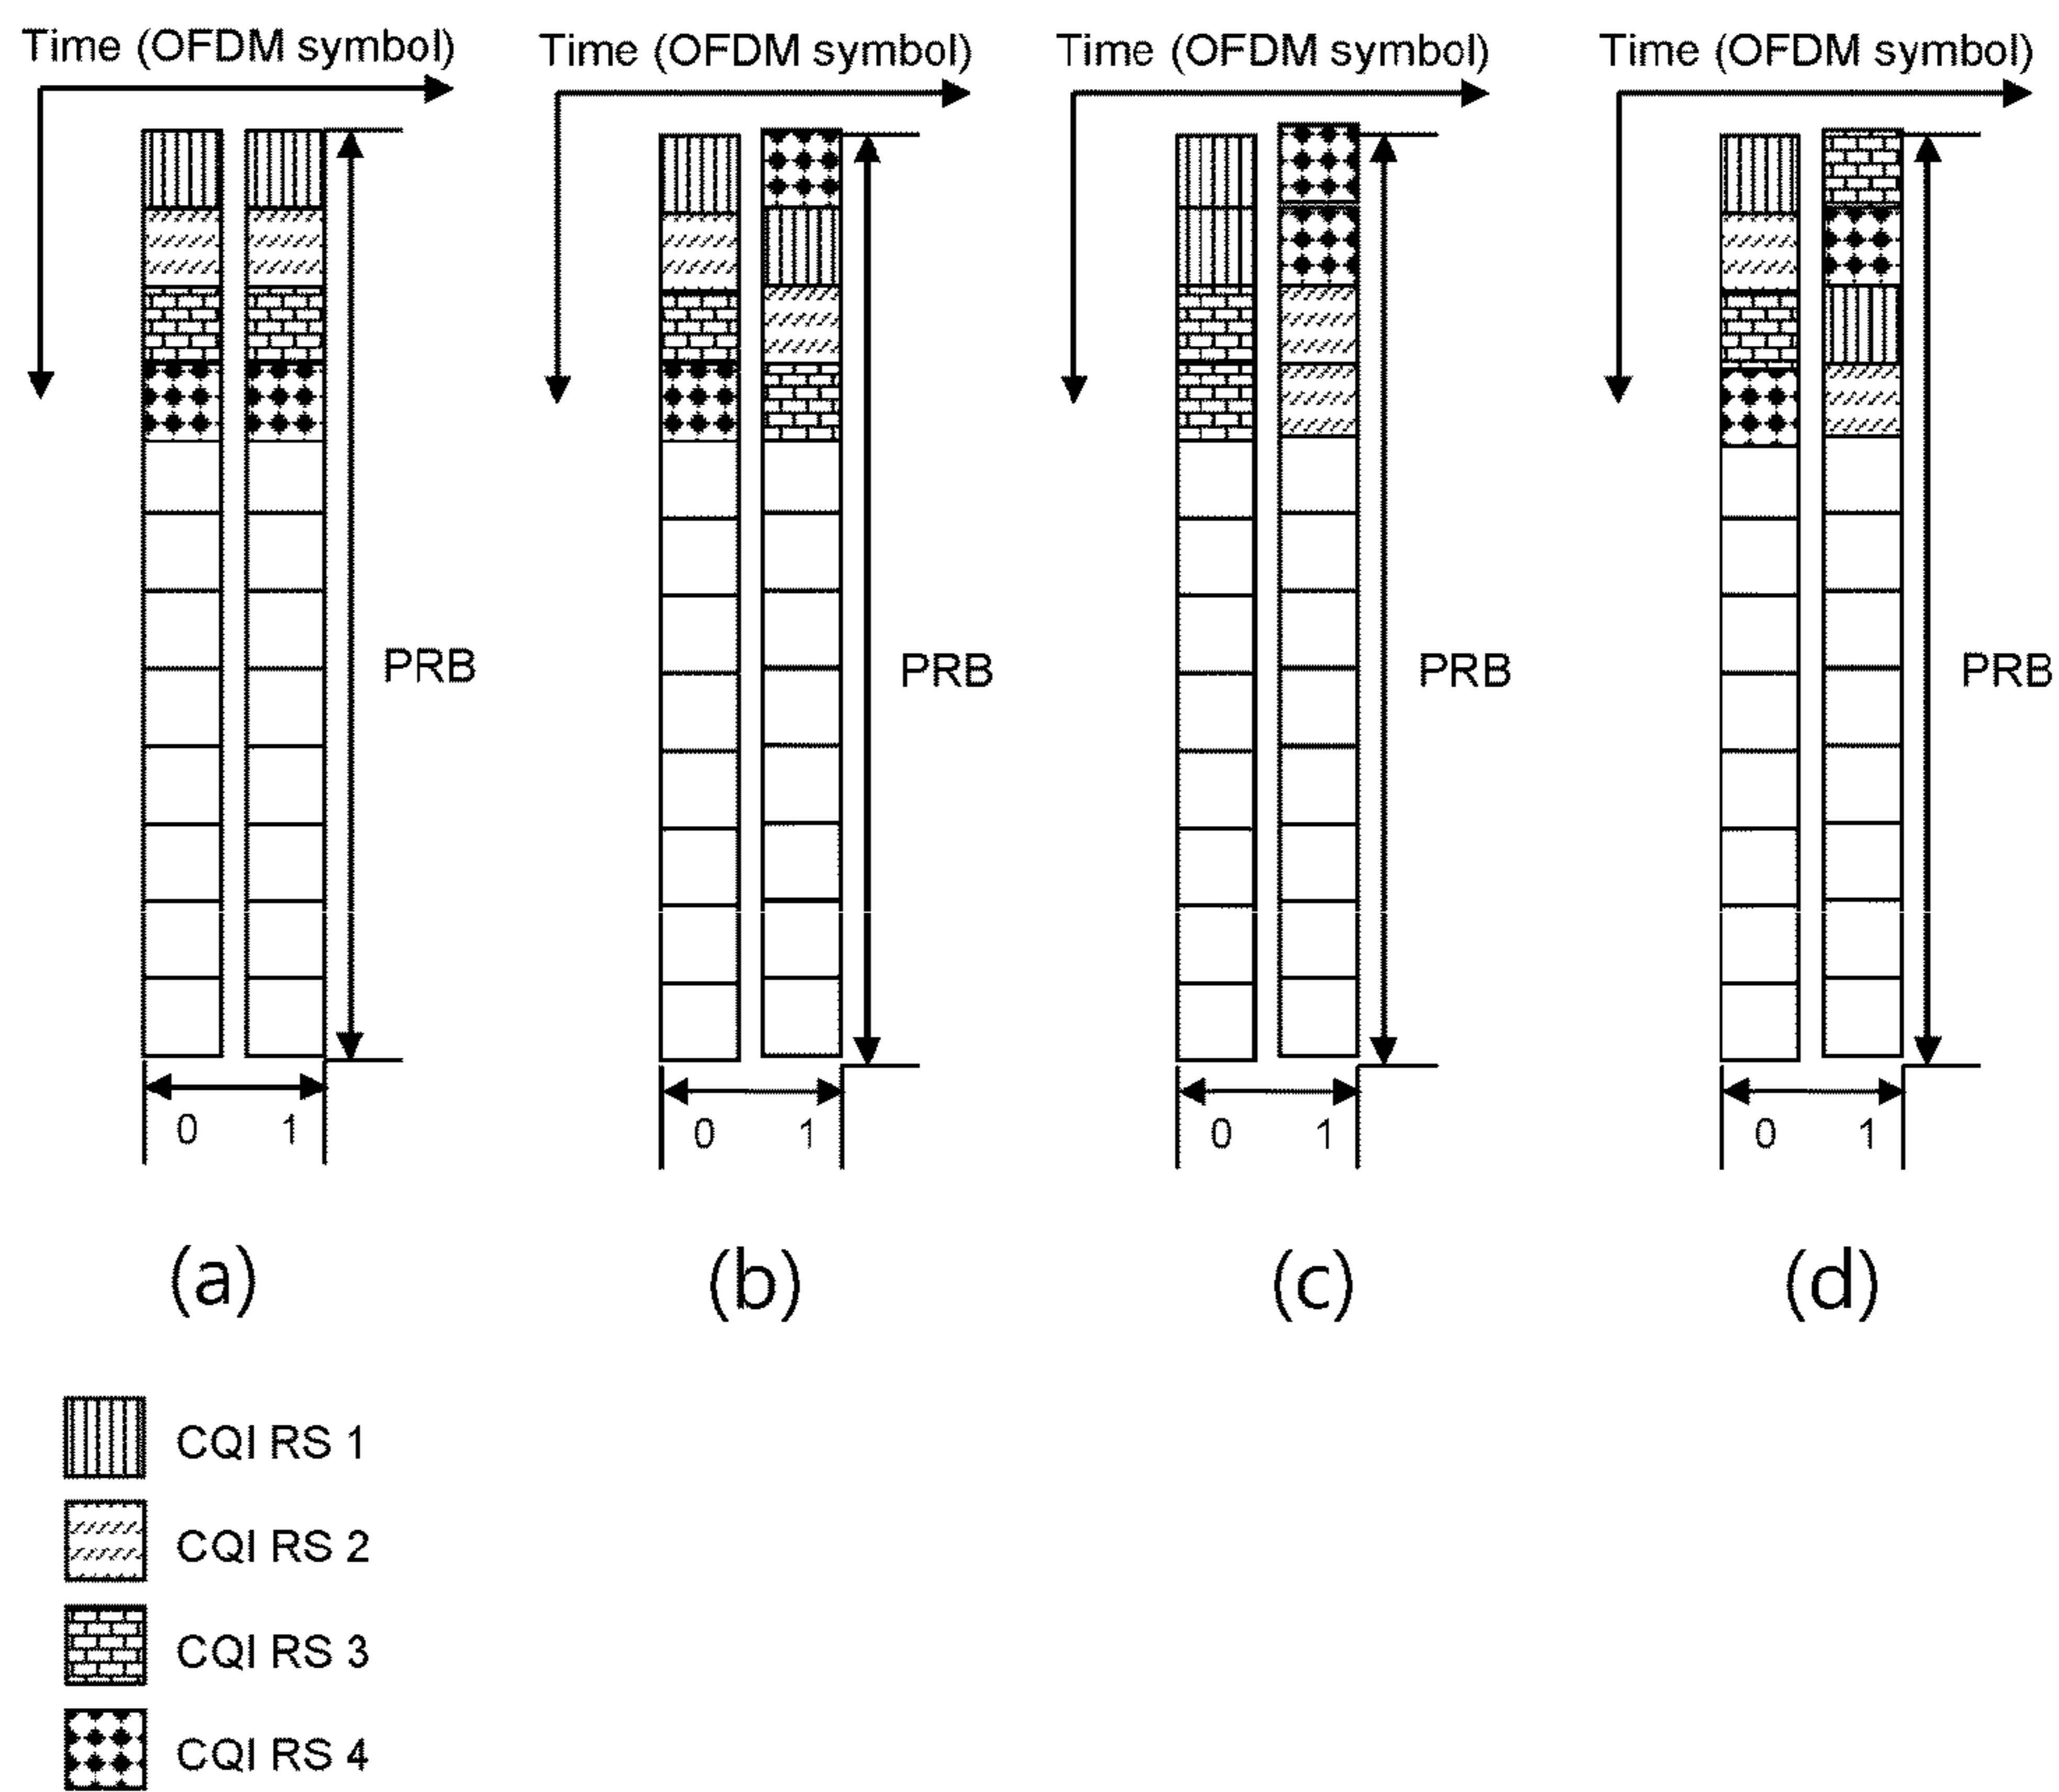 Time (OFDM symbol) Time (OFDM symbol) Time (OFDM symbol) Time (OFDM symbol)
PRB PRB PRB PRB
0 1 0 1 0 1 0 1
(a) (b) (c) (d)
CQI RS 1
CQI RS 2
CQI RS 3
CQI RS 4